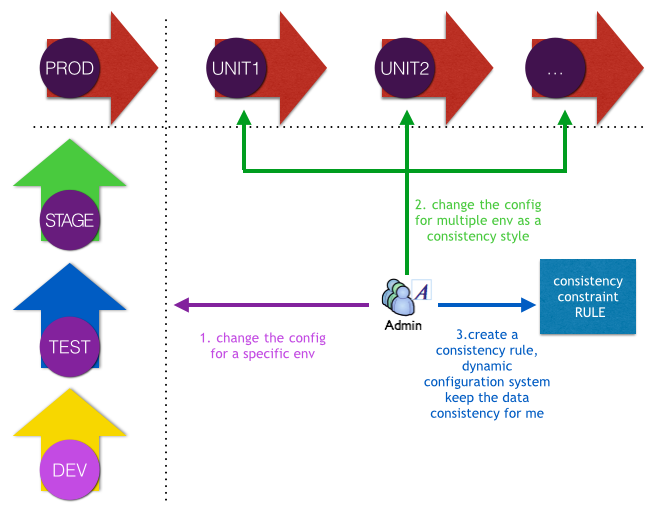 PROD
UNIT1
UNIT2
...
STAGE
2. change the config
for multiple env as a
consistency style
A
Admin
consistency
constraint
RULE
TEST
1. change the config
for a specific env
3.create a
consistency rule,
dynamic
configuration system
keep the data
consistency for me
DEV